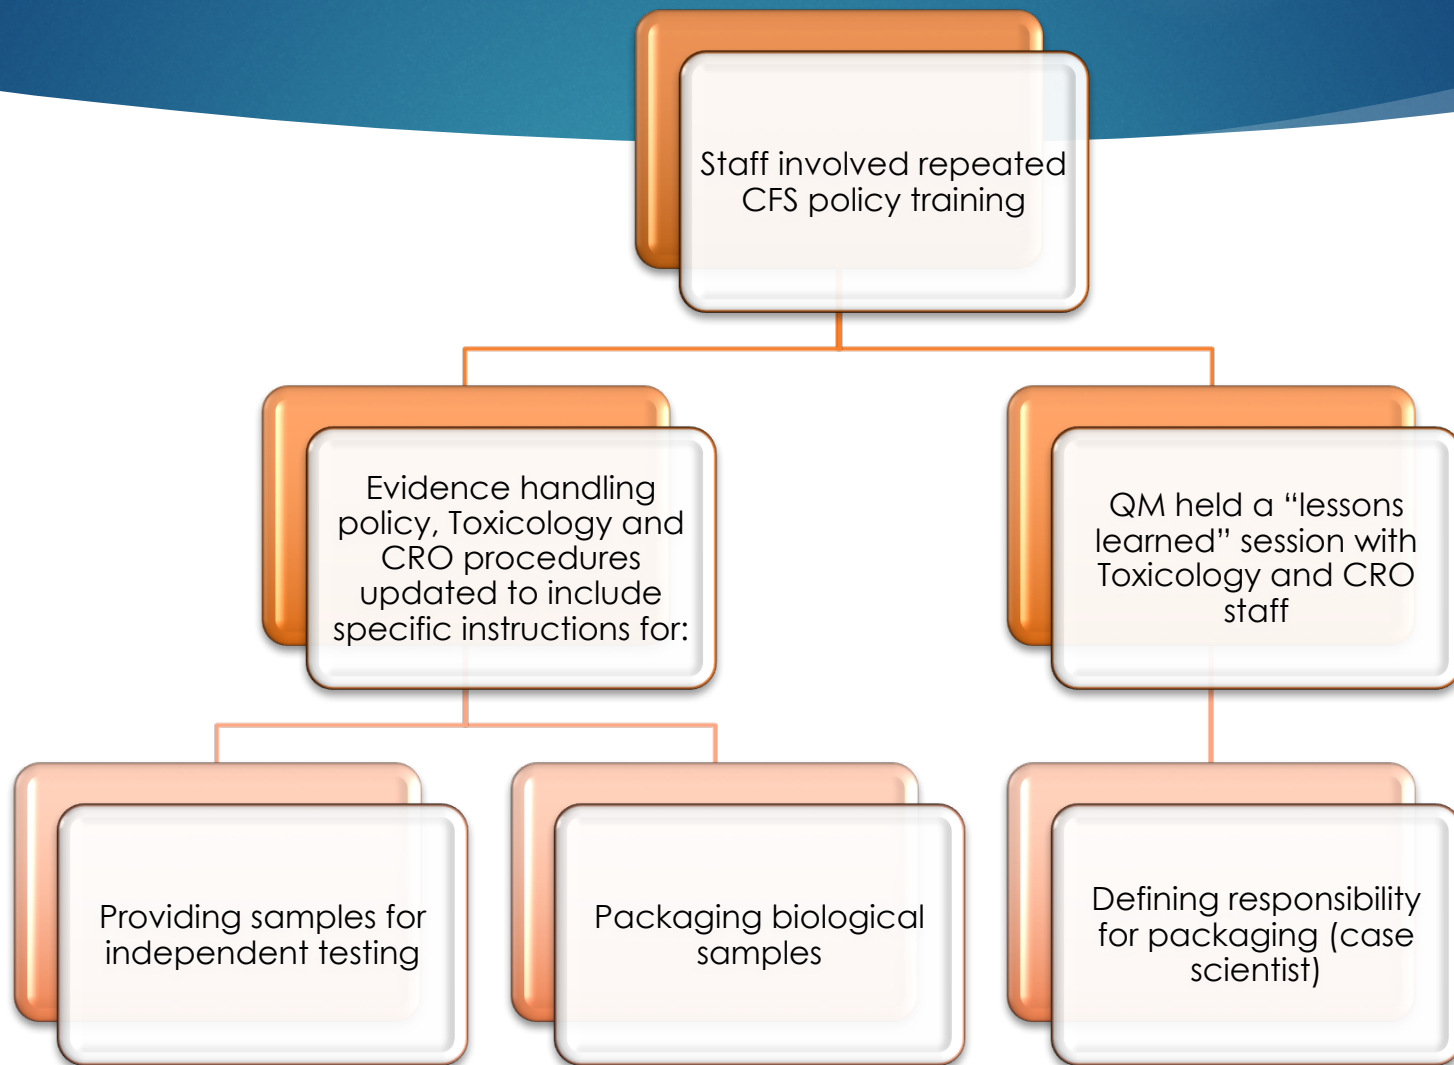 Staff involved repeated
CFS policy training
Evidence handling
policy, Toxicology and
CRO procedures
updated to include
specific instructions for:
QM held a “lessons
learned” session with
Toxicology and CRO
staff
Providing samples for
independent testing
Packaging biological
samples
Defining responsibility
for packaging (case
scientist)